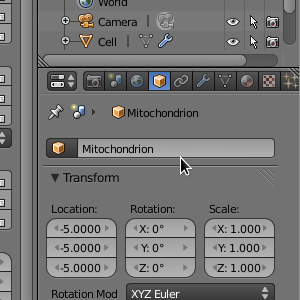 World
Camera
Cell
Mitochondrion
Mitochondrion
Transform
Location: Rotation: Scale:
-5.0000 X: 0° X: 1.000
-5.0000 Y: 0° Y: 1.000
-5.0000 Z: 0° Z: 1.000
Rotation Mod XYZ Euler